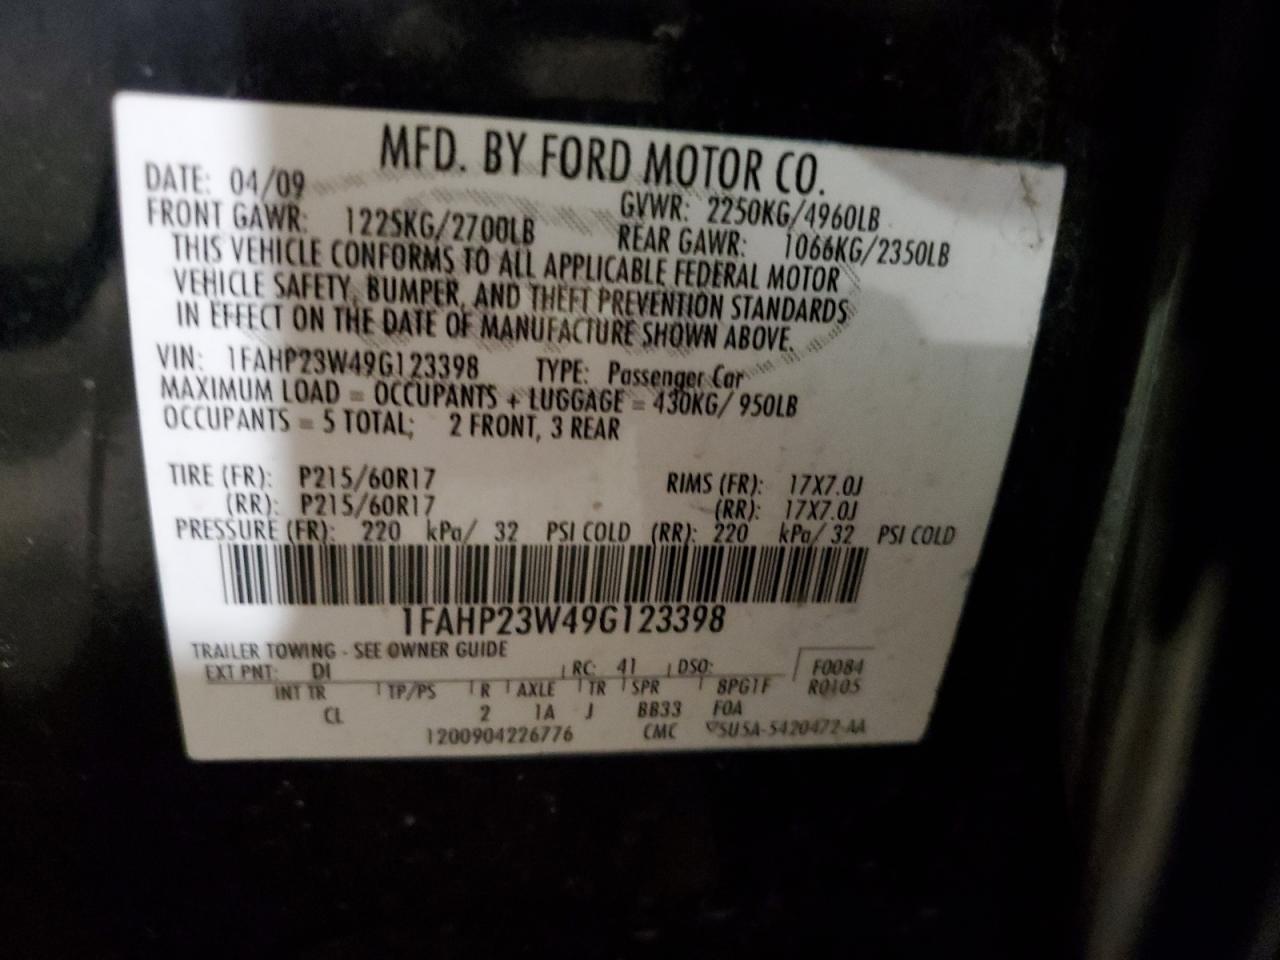 MFD. BY FORD MOTOR CO.
DATE: 04/09 GVWR: 2250KG/4960LB
FRONT GAWR: 1225KG/2700LB REAR GAWR: 1066KG/2350LB
THIS VEHICLE CONFORMS TO ALL APPLICABLE FEDERAL MOTOR
VEHICLE SAFETY, BUMPER, AND THEFT PREVENTION STANDARDS
IN EFFECT ON THE DATE OF MANUFACTURE SHOWN ABOVE.
VIN: 1FAHP23W49G123398 TYPE: Passenger Car
MAXIMUM LOAD = OCCUPANTS + LUGGAGE = 430KG/ 950LB
OCCUPANTS = 5 TOTAL; 2 FRONT, 3 REAR
TIRE (FR): P215/60R17 RIMS (FR): 17X7.0J
(RR): P215/60R17 (RR): 17X7.0J
PRESSURE (FR): 220 kPa/ 32 PSI COLD (RR): 220 kPa/ 32 PSI COLD
1FAHP23W49G123398
TRAILER TOWING - SEE OWNER GUIDE
EXT PNT: DI RC: 41 DSO: F0084
INT TR TP/PS R AXLE TR SPR 8PG1F R0105
CL 2 1A J BB33 FOA
1200904226776 CMC 5U5A-5420472-AA